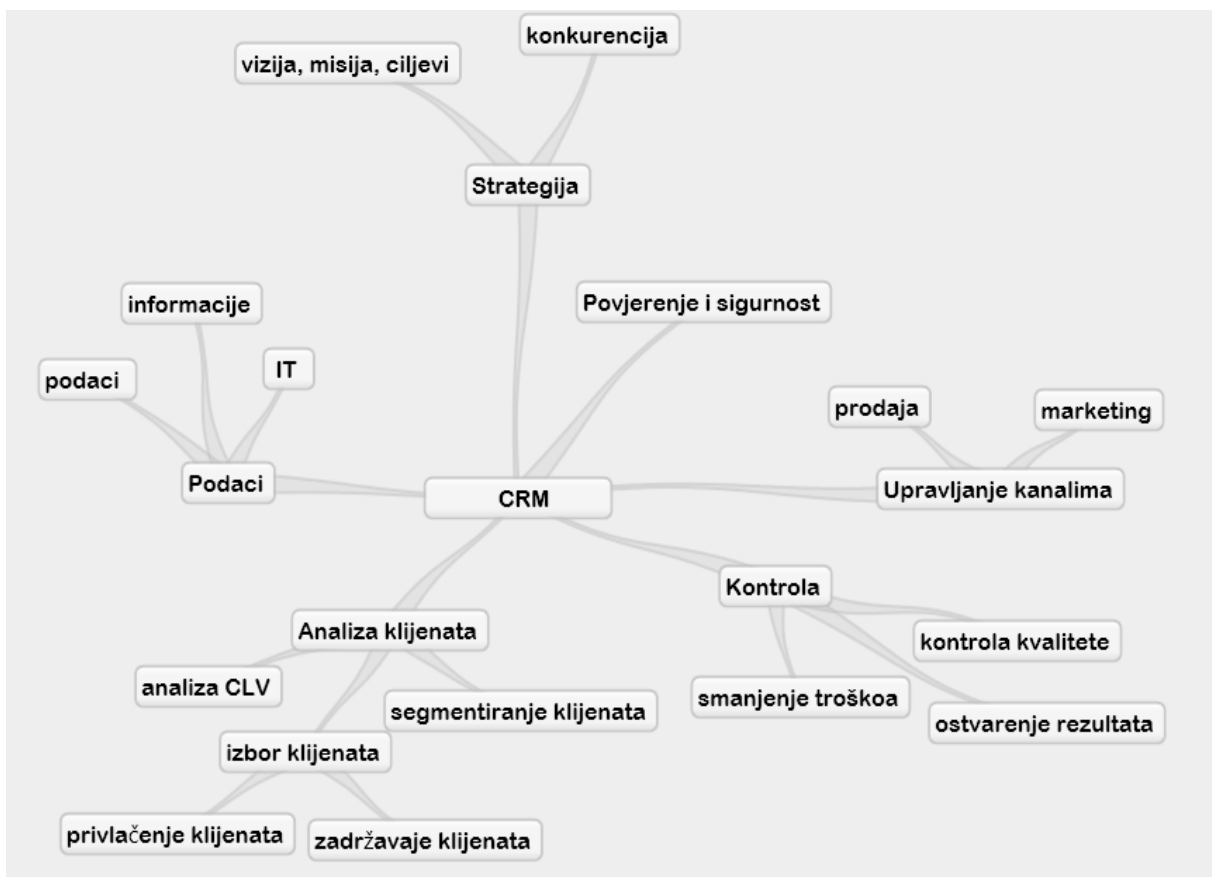 konkurencija
vizija, misija, ciljevi
Strategija
informacije
Povjerenje i sigurnost
IT
podaci
prodaja
marketing
Podaci
CRM
Upravljanje kanalima
Kontrola
Analiza klijenata
kontrola kvalitete
analiza CLV
smanjenje troškoa
segmentiranje klijenata
ostvarenje rezultata
izbor klijenata
privlačenje klijenata
zadržavaje klijenata